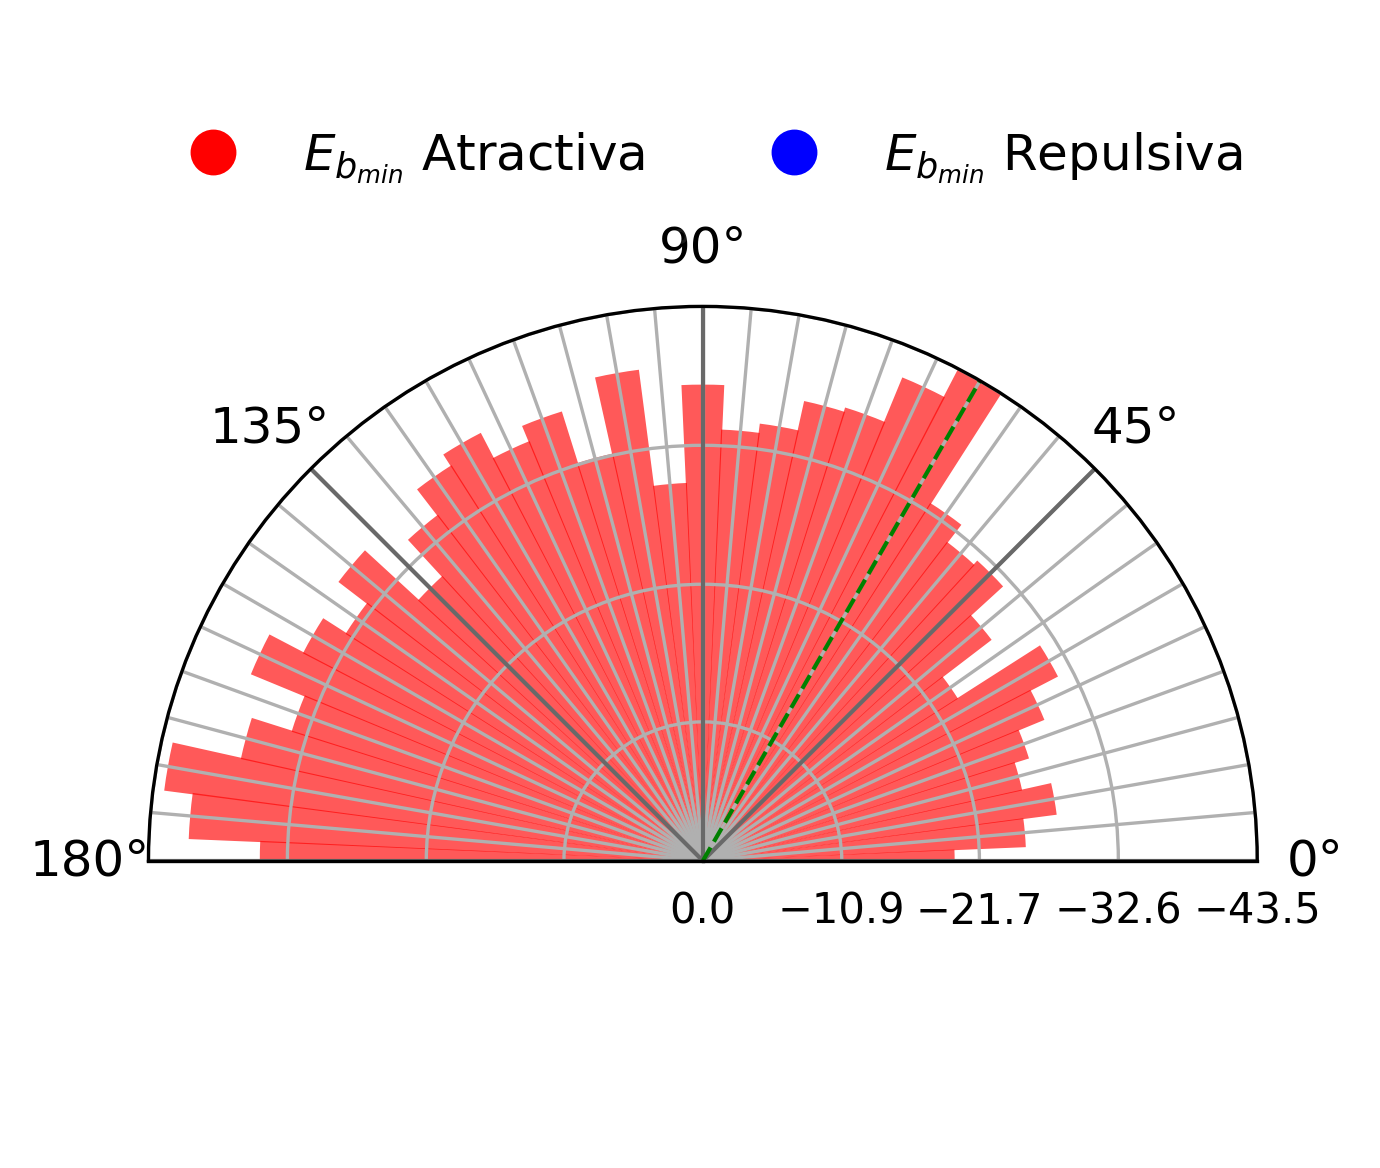 E_{b_{min}} Atractiva E_{b_{min}} Repulsiva
90°
135° 45°
180° 0°
0.0 −10.9 −21.7 −32.6 −43.5